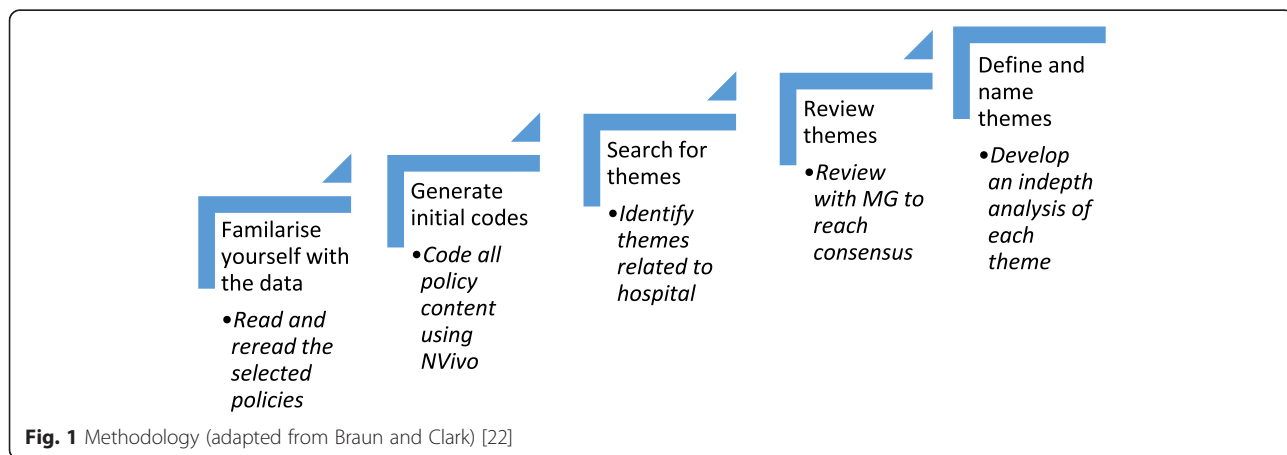 Familarise
yourself with
the data
•Read and
reread the
selected
policies
Generate
initial codes
•Code all
policy
content
using
NVivo
Search for
themes
•Identify
themes
related to
hospital
Review
themes
•Review
with MG to
reach
consensus
Define and
name
themes
•Develop
an indepth
analysis of
each
theme
Fig. 1 Methodology (adapted from Braun and Clark) [22]